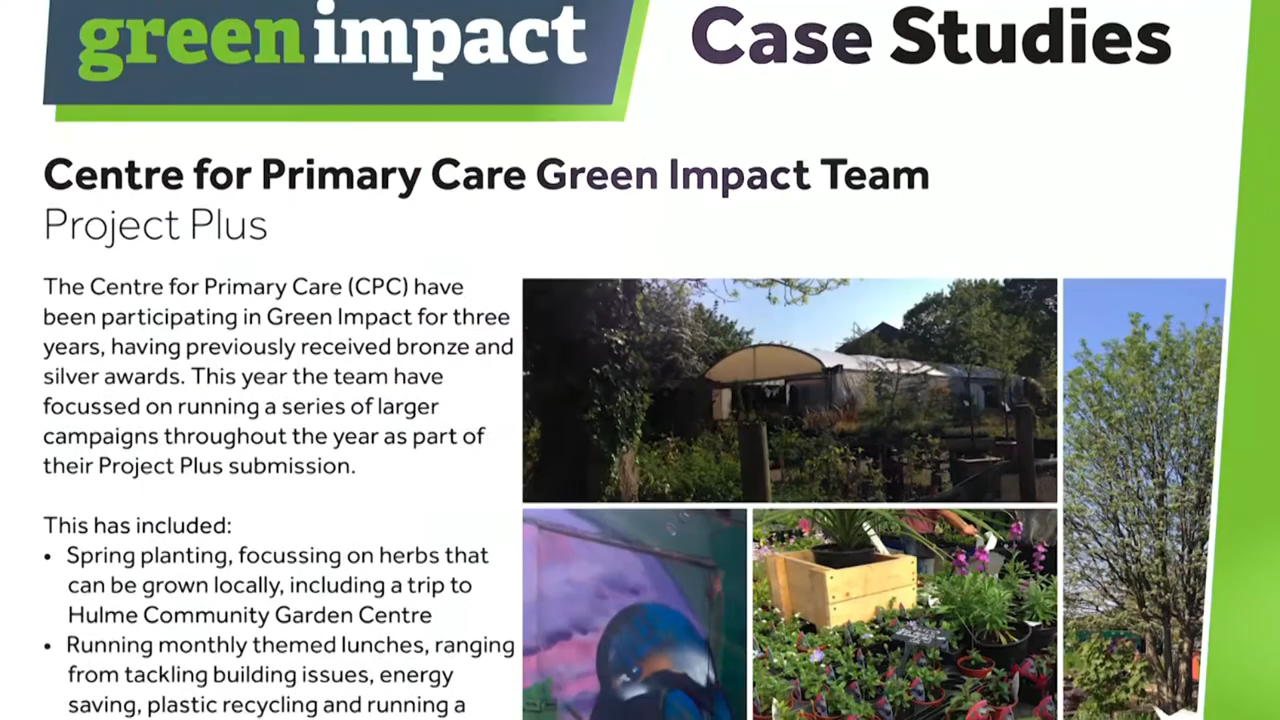 green impact
Case Studies
Centre for Primary Care Green Impact Team
Project Plus
The Centre for Primary Care (CPC) have
been participating in Green Impact for three
years, having previously received bronze and
silver awards. This year the team have
focussed on running a series of larger
campaigns throughout the year as part of
their Project Plus submission.
This has included:
• Spring planting, focussing on herbs that
can be grown locally, including a trip to
Hulme Community Garden Centre
• Running monthly themed lunches, ranging
from tackling building issues, energy
saving, plastic recycling and running a